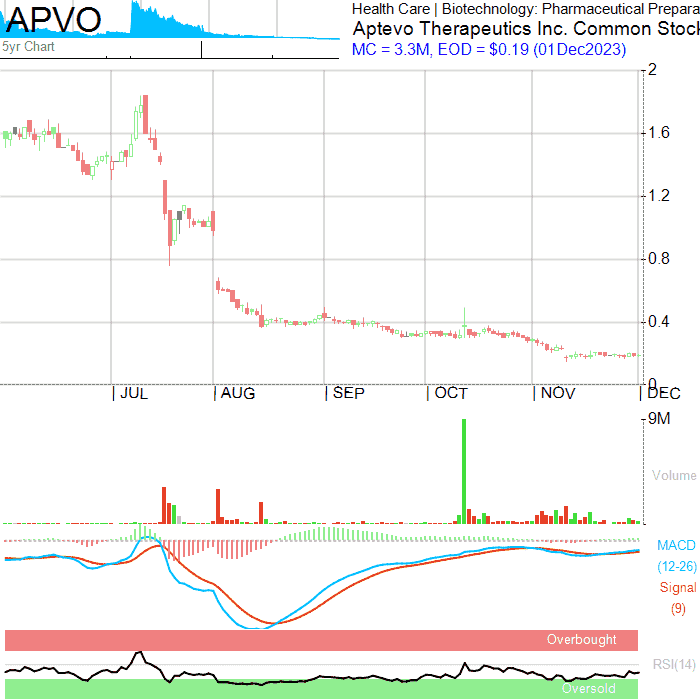 APVO
5yr Chart
Health Care | Biotechnology: Pharmaceutical Prepara
Aptevo Therapeutics Inc. Common Stock
MC = 3.3M, EOD = $0.19 (01Dec2023)
2
1.6
1.2
0.8
0.4
0
JUL AUG SEP OCT NOV DEC
9M
Volume
MACD
(12-26)
Signal
(9)
Overbought
RSI(14)
Oversold